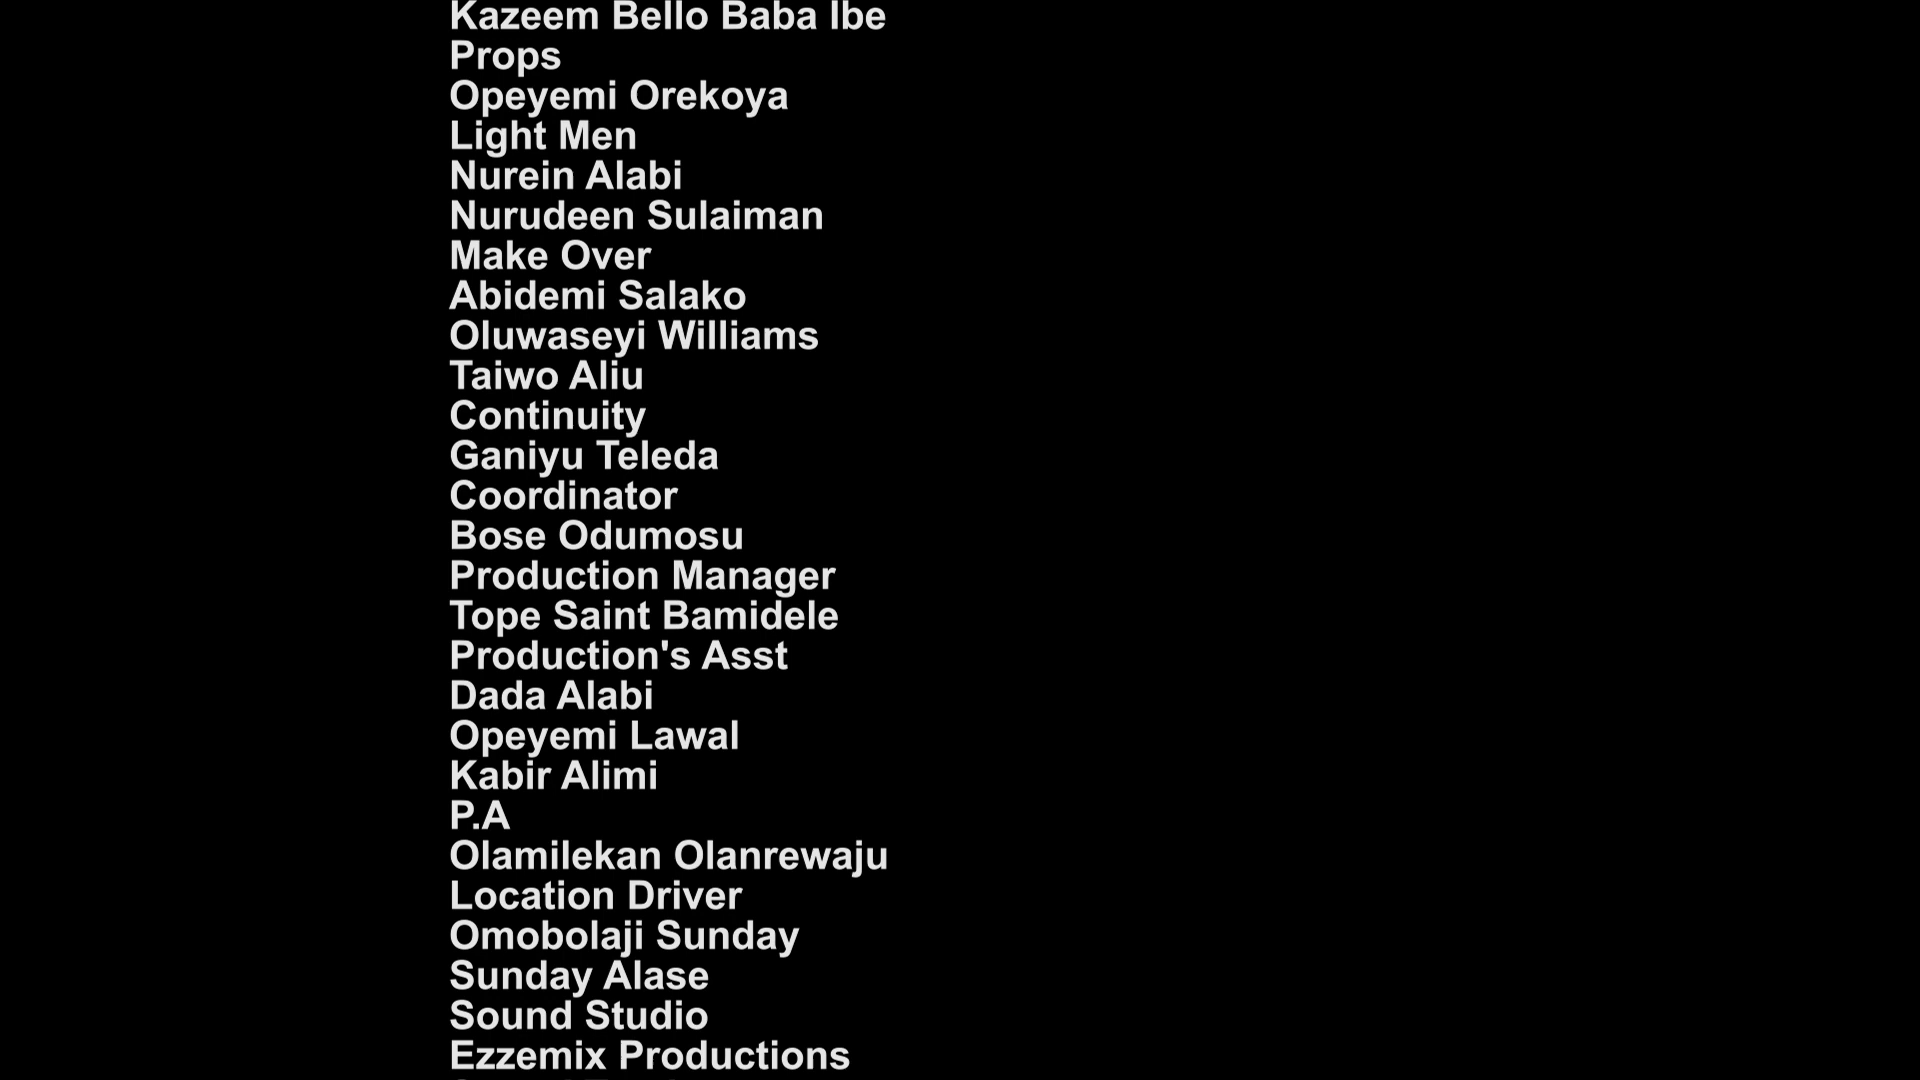 Kazeem Bello Baba Ibe
Props
Opeyemi Orekoya
Light Men
Nurein Alabi
Nurudeen Sulaiman
Make Over
Abidemi Salako
Oluwaseyi Williams
Taiwo Aliu
Continuity
Ganiyu Teleda
Coordinator
Bose Odumosu
Production Manager
Tope Saint Bamidele
Production's Asst
Dada Alabi
Opeyemi Lawal
Kabir Alimi
P.A
Olamilekan Olanrewaju
Location Driver
Omobolaji Sunday
Sunday Alase
Sound Studio
Ezzemix Productions